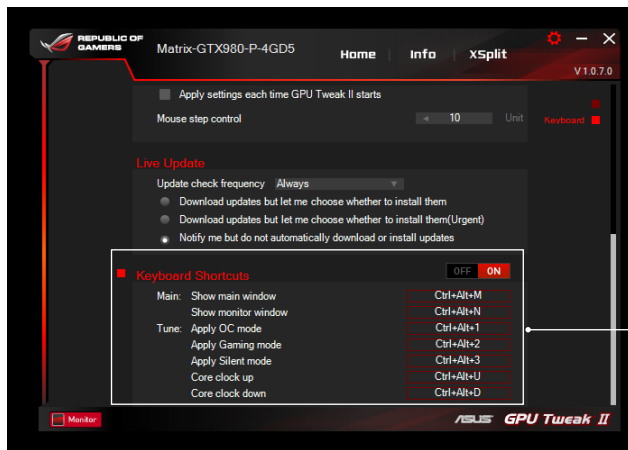 REPUBLIC OF
GAMERS
Matrix-GTX980-P-4GD5
Home Info XSplit
V 1.0.7.0
Apply settings each time GPU Tweak II starts
Mouse step control 10 Unit
Keyboard
Live Update
Update check frequency Always
Download updates but let me choose whether to install them
Download updates but let me choose whether to install them(Urgent)
Notify me but do not automatically download or install updates
Keyboard Shortcuts OFF ON
Main: Show main window Ctrl+Alt+M
Show monitor window Ctrl+Alt+N
Tune: Apply OC mode Ctrl+Alt+1
Apply Gaming mode Ctrl+Alt+2
Apply Silent mode Ctrl+Alt+3
Core clock up Ctrl+Alt+U
Core clock down Ctrl+Alt+D
Monitor
ASUS GPU Tweak II